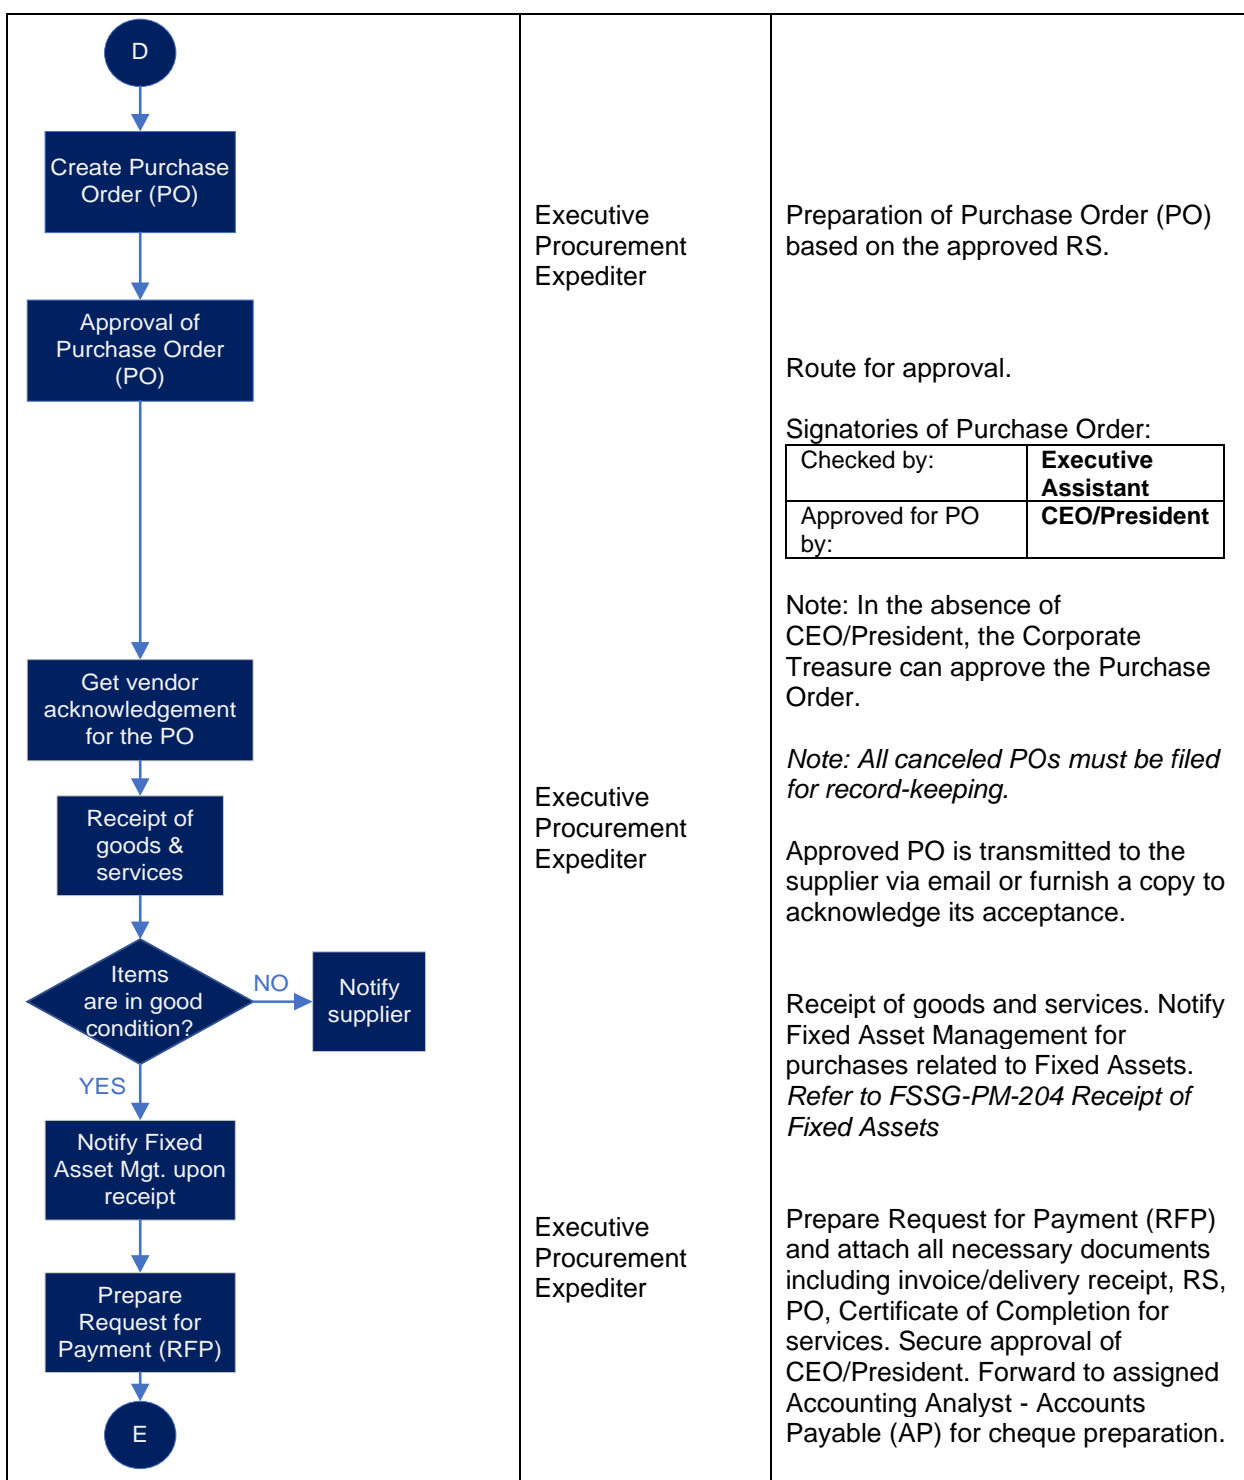 D
Create Purchase
Order (PO)
Approval of
Purchase Order
(PO)
Get vendor
acknowledgement
for the PO
Receipt of
goods &
services
Items
are in good
condition?
NO
Notify
supplier
YES
Notify Fixed
Asset Mgt. upon
receipt
Prepare
Request for
Payment (RFP)
E
Executive
Procurement
Expediter
Executive
Procurement
Expediter
Executive
Procurement
Expediter
Preparation of Purchase Order (PO)
based on the approved RS.
Route for approval.
Signatories of Purchase Order:
Checked by: Executive
Assistant
Approved for PO CEO/President
by:
Note: In the absence of
CEO/President, the Corporate
Treasure can approve the Purchase
Order.
Note: All canceled POs must be filed
for record-keeping.
Approved PO is transmitted to the
supplier via email or furnish a copy to
acknowledge its acceptance.
Receipt of goods and services. Notify
Fixed Asset Management for
purchases related to Fixed Assets.
Refer to FSSG-PM-204 Receipt of
Fixed Assets
Prepare Request for Payment (RFP)
and attach all necessary documents
including invoice/delivery receipt, RS,
PO, Certificate of Completion for
services. Secure approval of
CEO/President. Forward to assigned
Accounting Analyst - Accounts
Payable (AP) for cheque preparation.